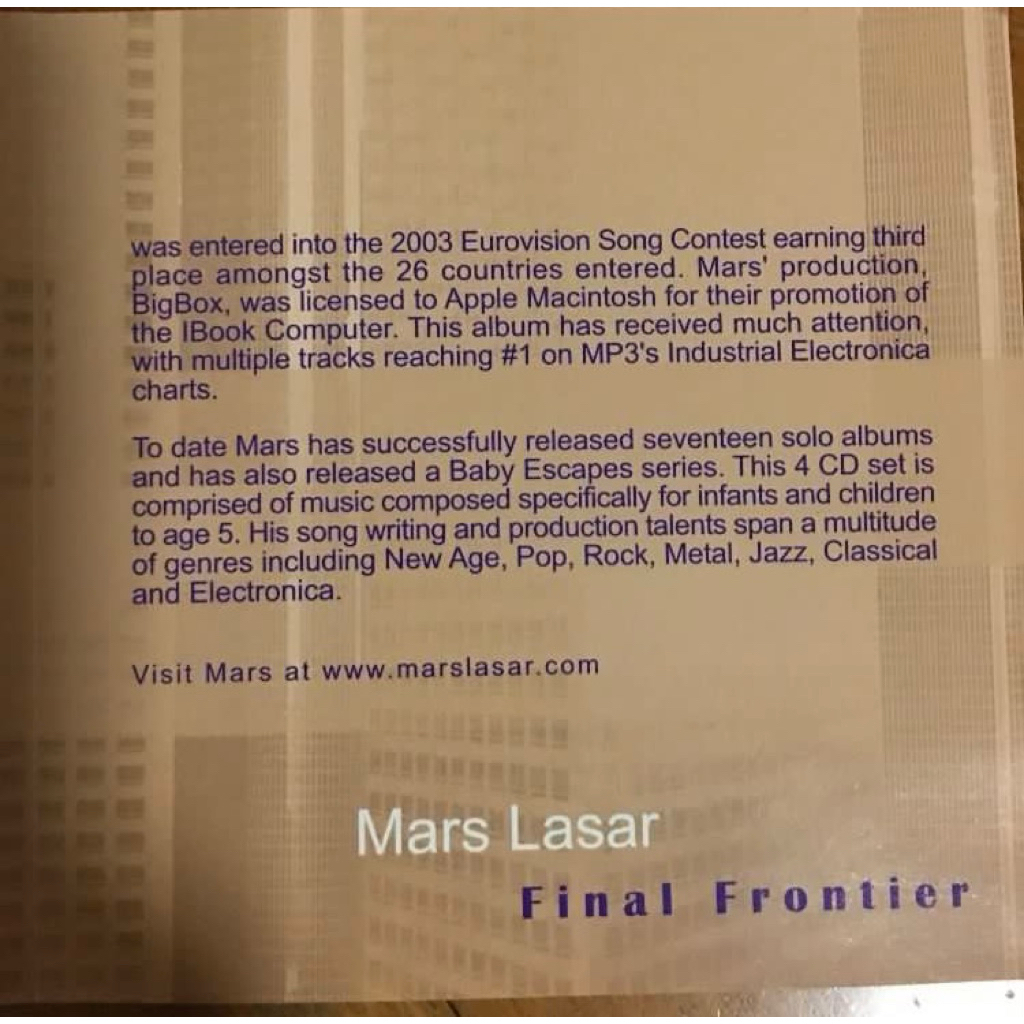 was entered into the 2003 Eurovision Song Contest earning third
place amongst the 26 countries entered. Mars' production,
BigBox, was licensed to Apple Macintosh for their promotion of
the IBook Computer. This album has received much attention,
with multiple tracks reaching #1 on MP3's Industrial Electronica
charts.
To date Mars has successfully released seventeen solo albums
and has also released a Baby Escapes series. This 4 CD set is
comprised of music composed specifically for infants and children
to age 5. His song writing and production talents span a multitude
of genres including New Age, Pop, Rock, Metal, Jazz, Classical
and Electronica.
Visit Mars at www.marslasar.com
Mars Lasar
Final Frontier